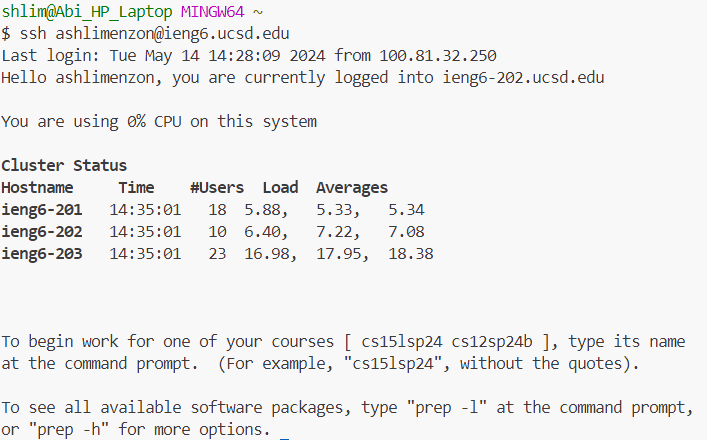 shlim@Abi_HP_Laptop MINGW64 ~
$ ssh ashlimenzon@ieng6.ucsd.edu
Last login: Tue May 14 14:28:09 2024 from 100.81.32.250
Hello ashlimenzon, you are currently logged into ieng6-202.ucsd.edu
You are using 0% CPU on this system
Cluster Status
Hostname     Time    #Users  Load  Averages
ieng6-201   14:35:01   18  5.88,   5.33,   5.34
ieng6-202   14:35:01   10  6.40,   7.22,   7.08
ieng6-203   14:35:01   23  16.98,  17.95,  18.38
To begin work for one of your courses [ cs15lsp24 cs12sp24b ], type its name
at the command prompt.  (For example, "cs15lsp24", without the quotes).
To see all available software packages, type "prep -l" at the command prompt,
or "prep -h" for more options. _